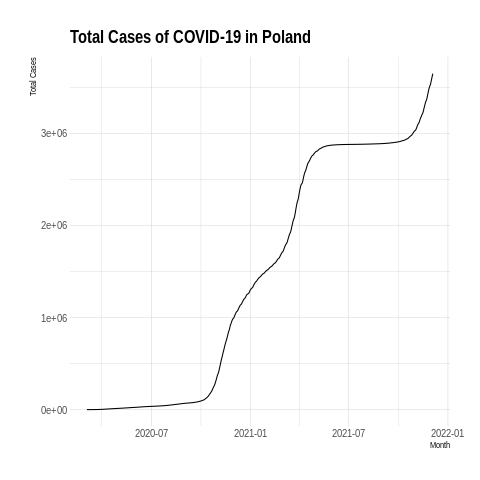 Total Cases of COVID-19 in Poland
Total Cases
3e+06
2e+06
1e+06
0e+00
2020-07 2021-01 2021-07 2022-01
Month